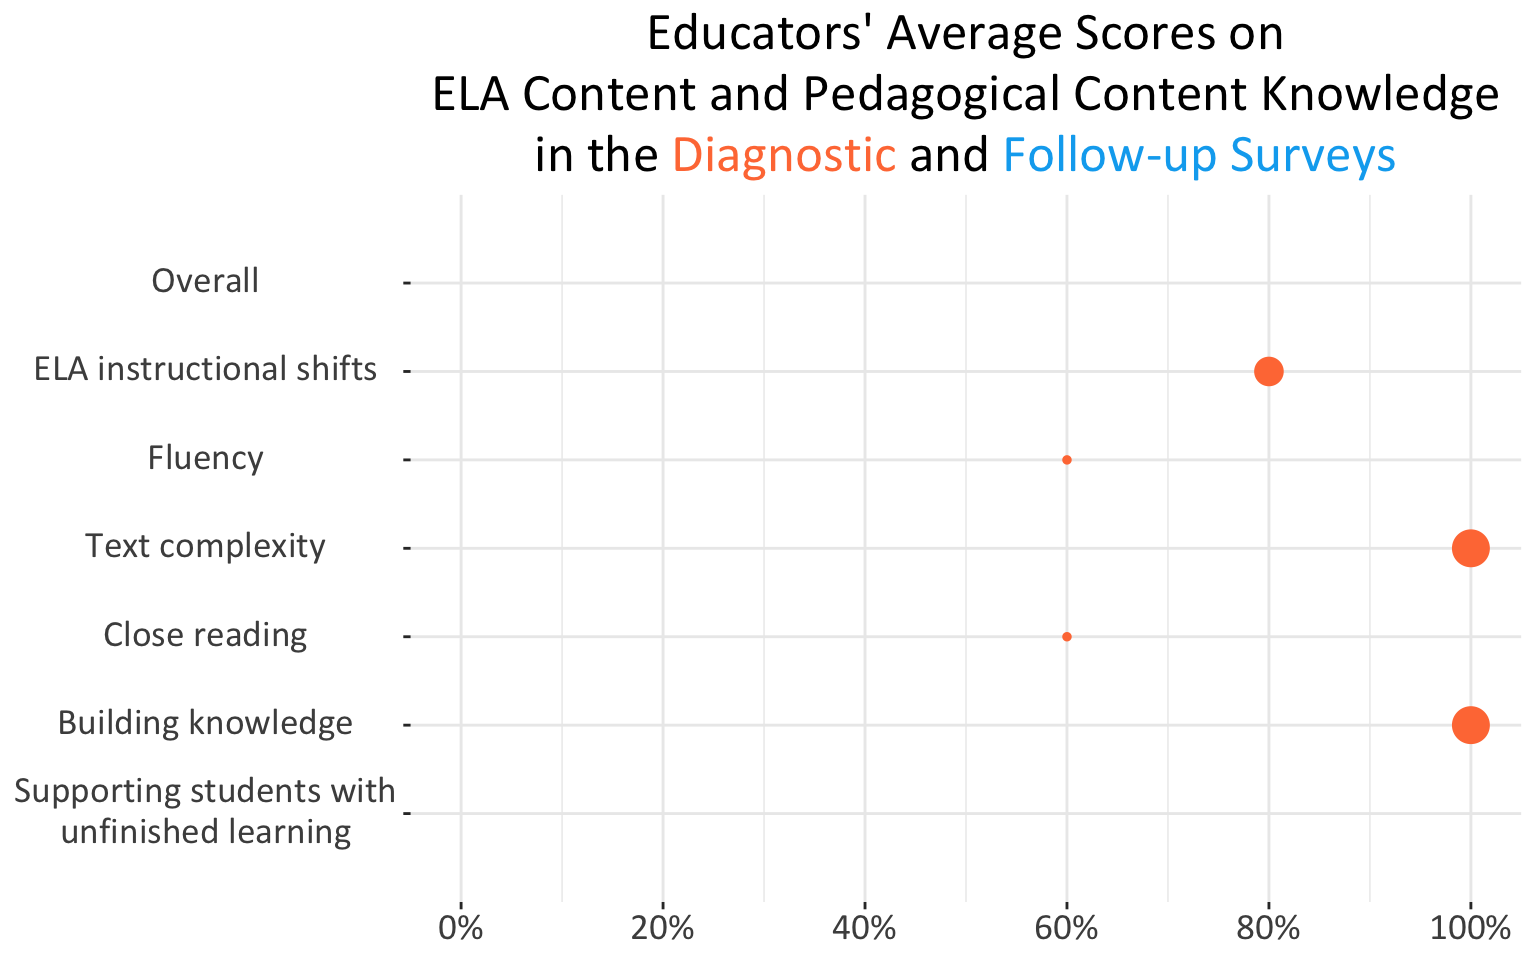 Educators' Average Scores on
ELA Content and Pedagogical Content Knowledge
in the Diagnostic and Follow-up Surveys
Overall
ELA instructional shifts
Fluency
Text complexity
Close reading
Building knowledge
Supporting students with
unfinished learning
0% 20% 40% 60% 80% 100%